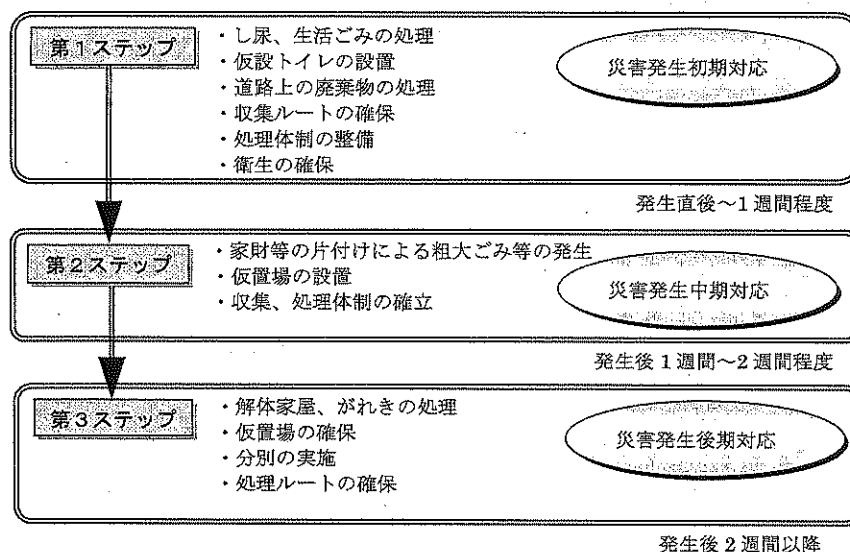 第1ステップ
・し尿、生活ごみの処理
・仮設トイレの設置
・道路上の廃棄物の処理
・収集ルートの確保
・処理体制の整備
・衛生の確保
災害発生初期対応
発生直後～1週間程度
第2ステップ
・家財等の片付けによる粗大ごみ等の発生
・仮置場の設置
・収集、処理体制の確立
災害発生中期対応
発生後1週間～2週間程度
第3ステップ
・解体家屋、がれきの処理
・仮置場の確保
・分別の実施
・処理ルートの確保
災害発生後期対応
発生後2週間以降